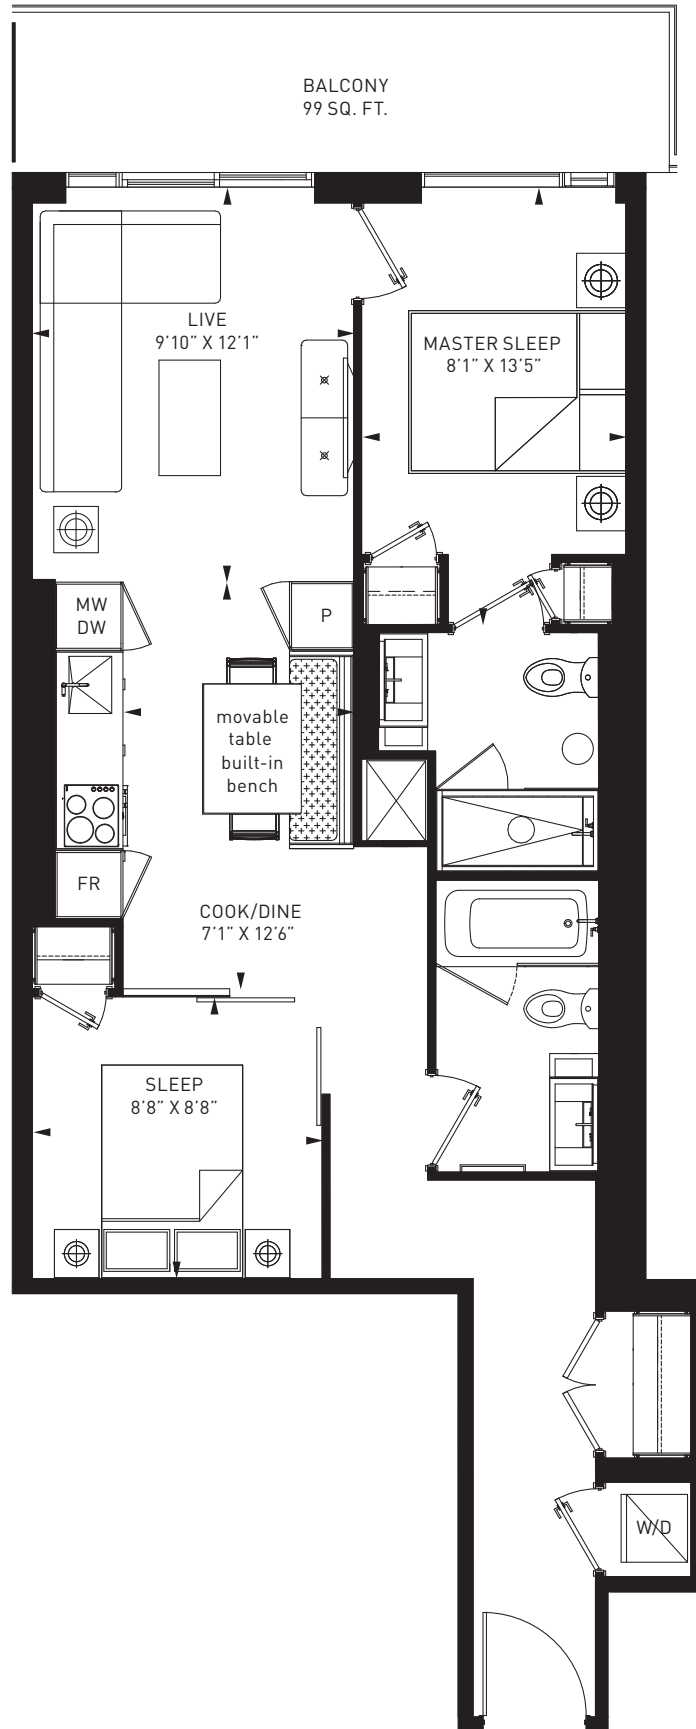 BALCONY
99 SQ. FT.
LIVE
9'10" X 12'1"
MASTER SLEEP
8'1" X 13'5"
MW
DW
P
movable
table
built-in
bench
FR
COOK/DINE
7'1" X 12'6"
SLEEP
8'8" X 8'8"
W/D